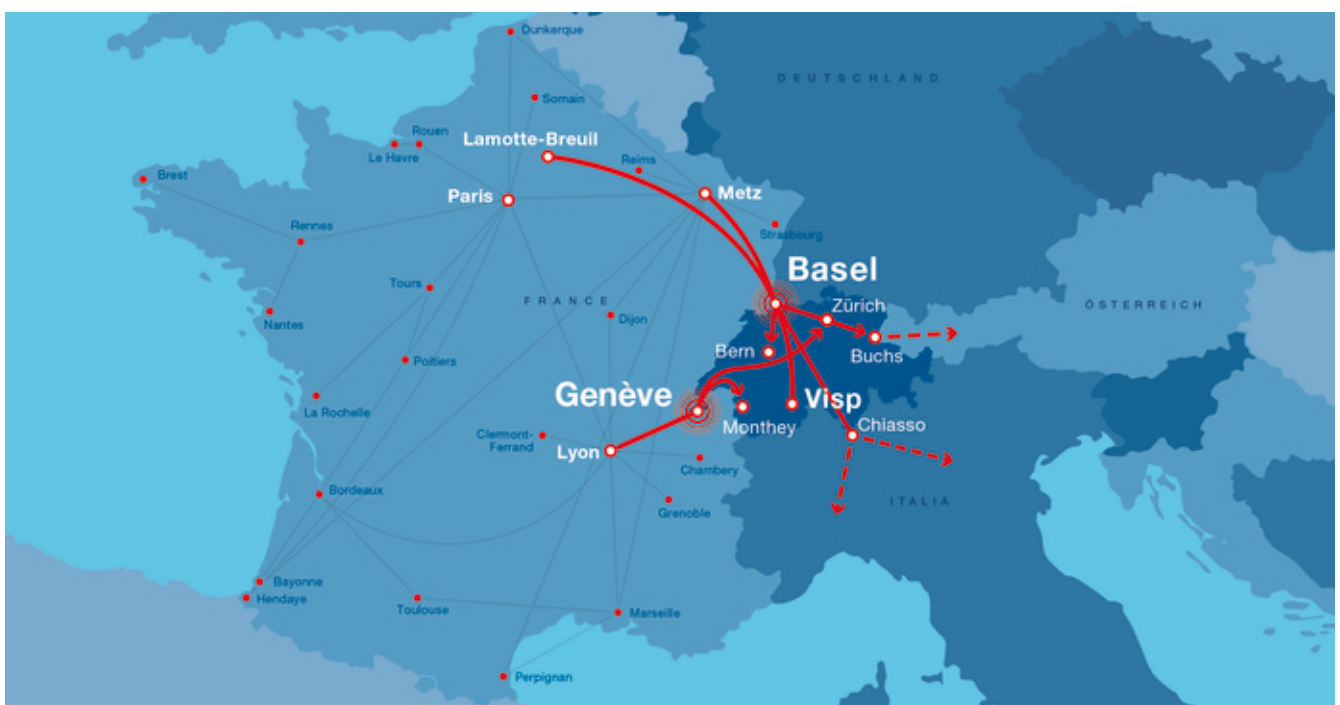 Dunkerque
DEUTSCHLAND
Somain
Rouen
Lamotte-Breuil
Le Havre
Reims
Brest
Paris
Metz
Rennes
Strasbourg
Basel
Tours
FRANCE
Zürich
ÖSTERREICH
Nantes
Dijon
Bern
Buchs
Poitiers
Genève
Visp
La Rochelle
Monthey
Chiasso
Clermont-
Ferrand
Lyon
Chambery
Bordeaux
ITALIA
Grenoble
Bayonne
Hendaye
Toulouse
Marseille
Perpignan